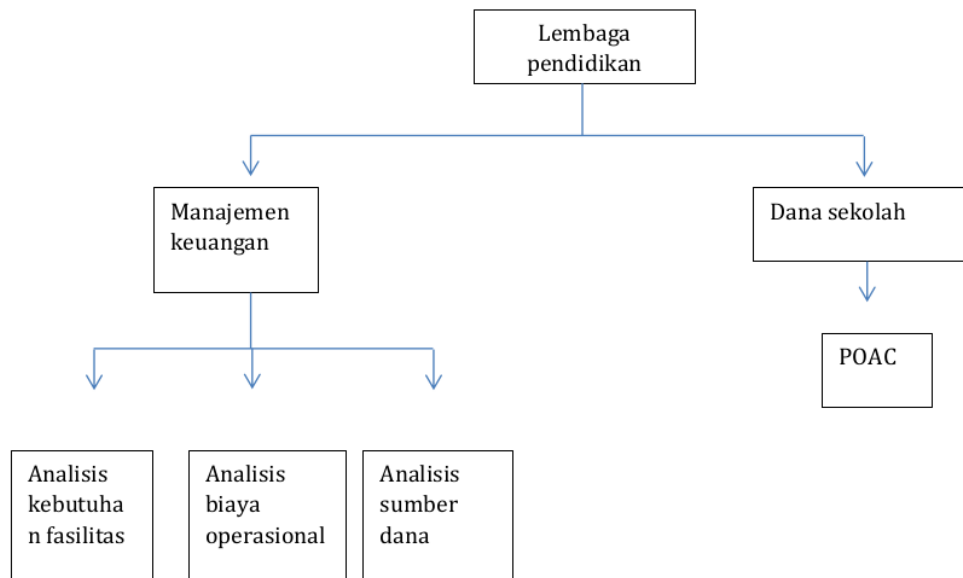 Lembaga
pendidikan
Manajemen
keuangan
Dana sekolah
POAC
Analisis
kebutuha
n fasilitas
Analisis
biaya
operasional
Analisis
sumber
dana